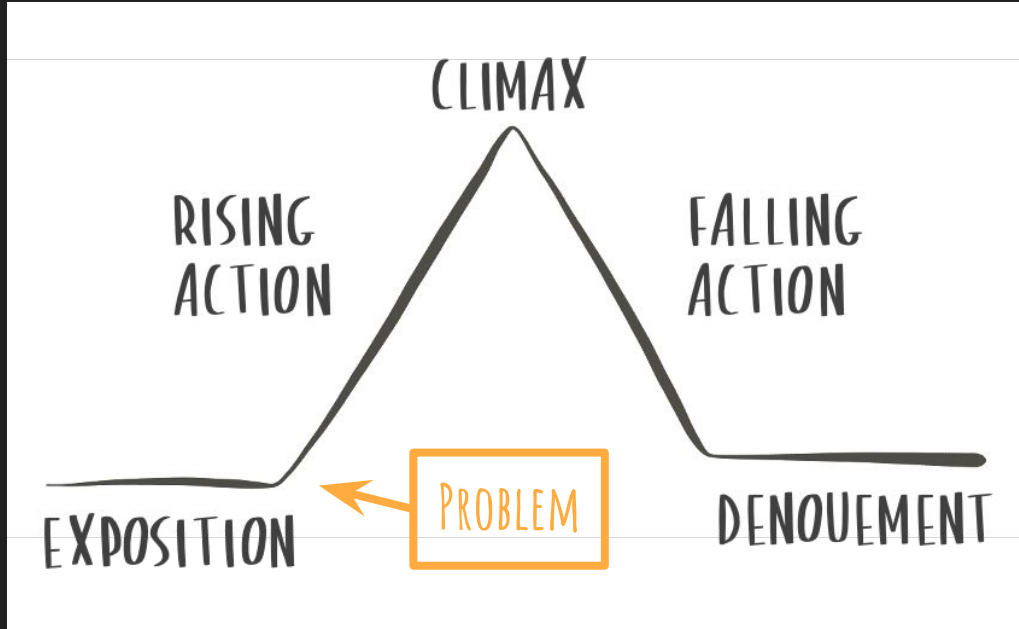 CLIMAX
RISING
ACTION
FALLING
ACTION
PROBLEM
EXPOSITION
DENOUEMENT